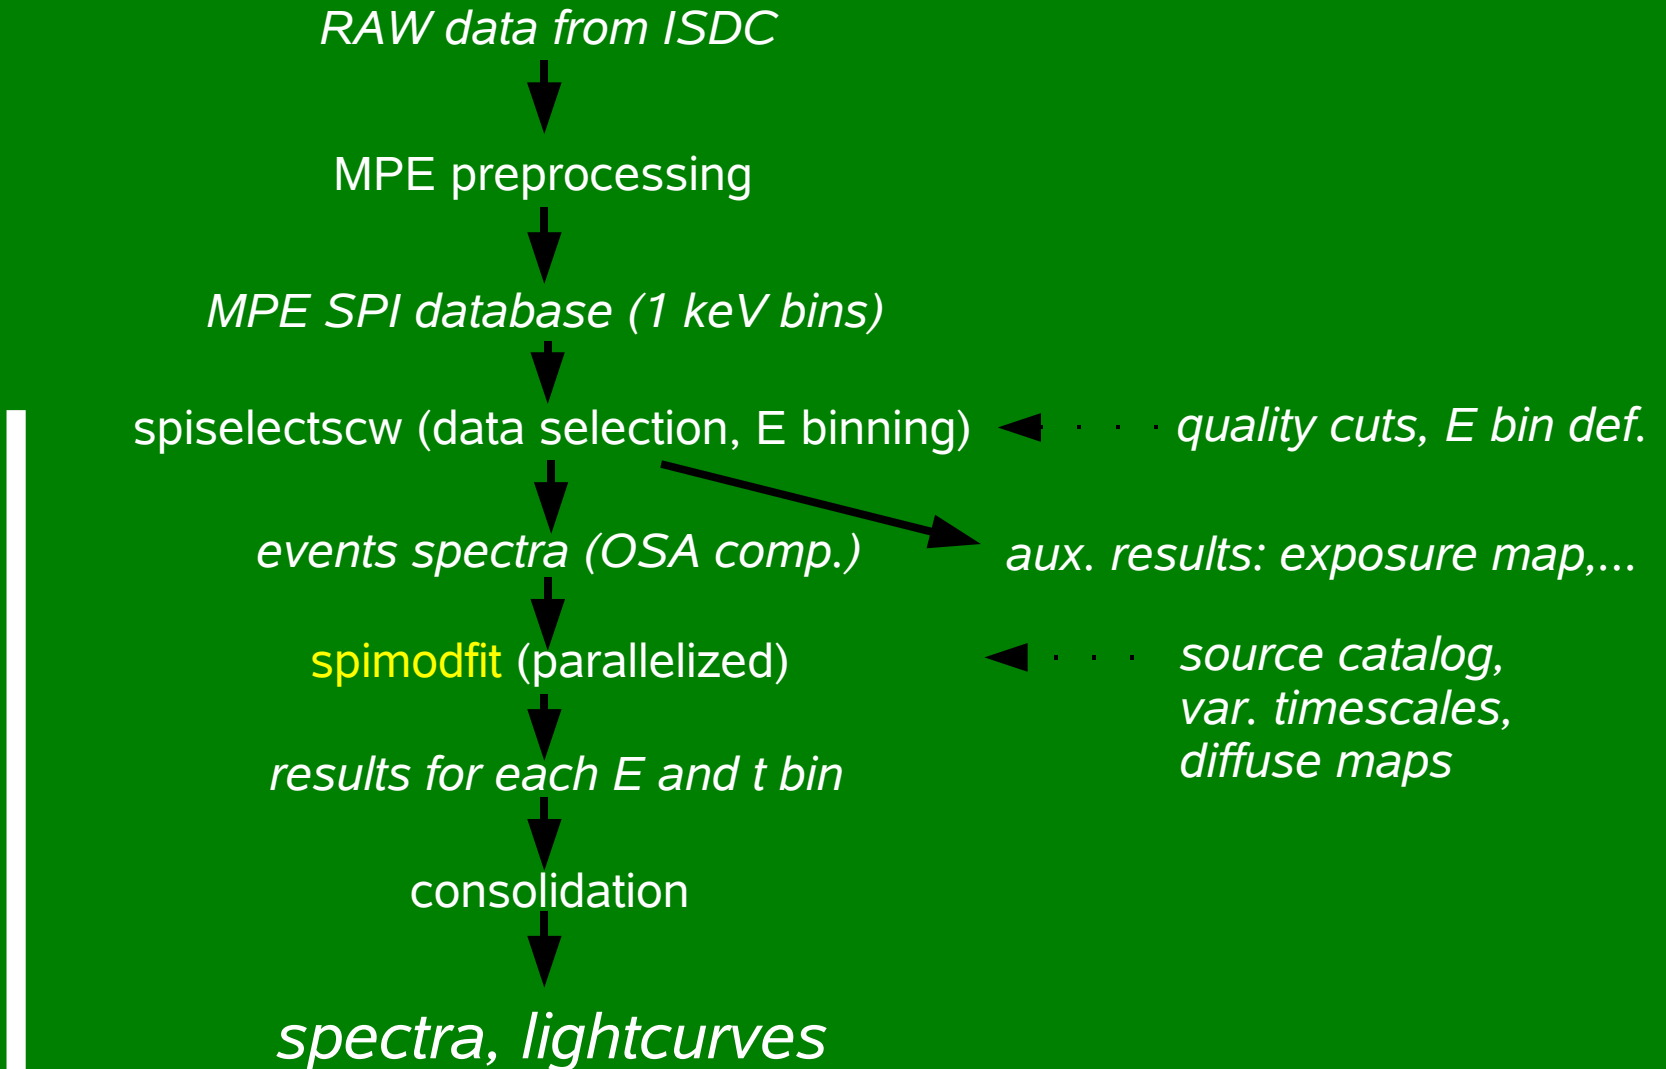 RAW data from ISDC
MPE preprocessing
MPE SPI database (1 keV bins)
spiselectscw (data selection, E binning)
quality cuts, E bin def.
events spectra (OSA comp.)
aux. results: exposure map,...
spimodfit (parallelized)
source catalog,
var. timescales,
diffuse maps
results for each E and t bin
consolidation
spectra, lightcurves